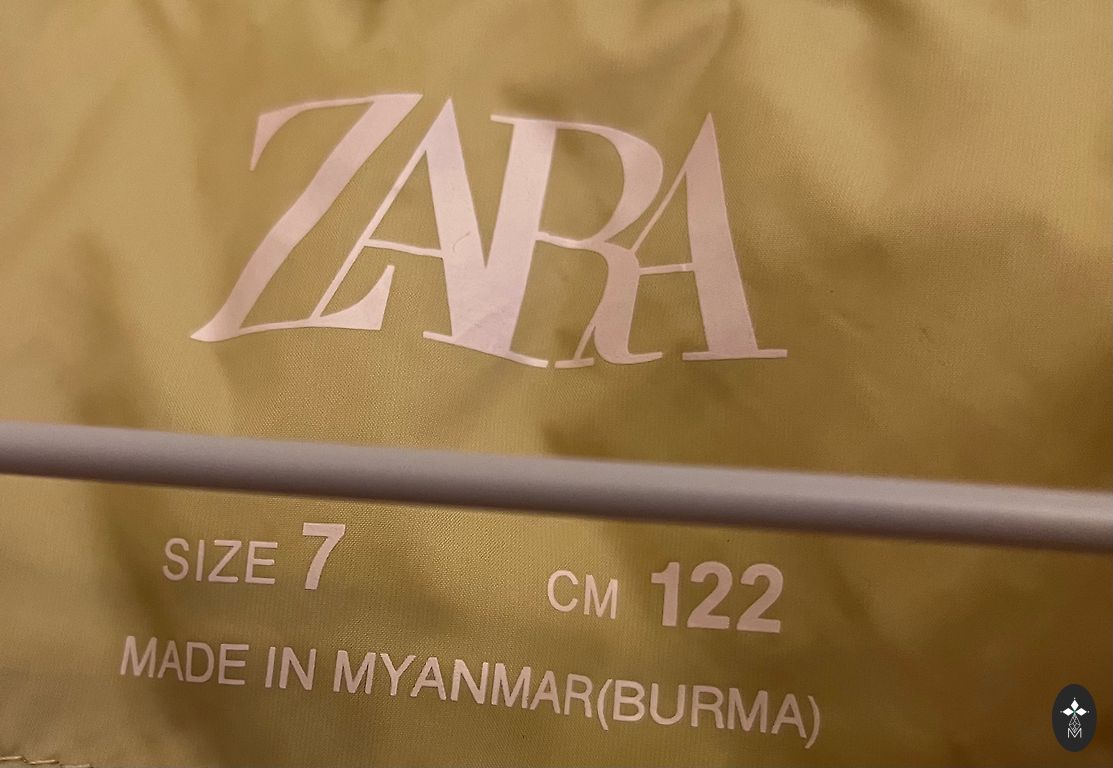 ZARA
SIZE 7 CM 122
MADE IN MYANMAR(BURMA)
M